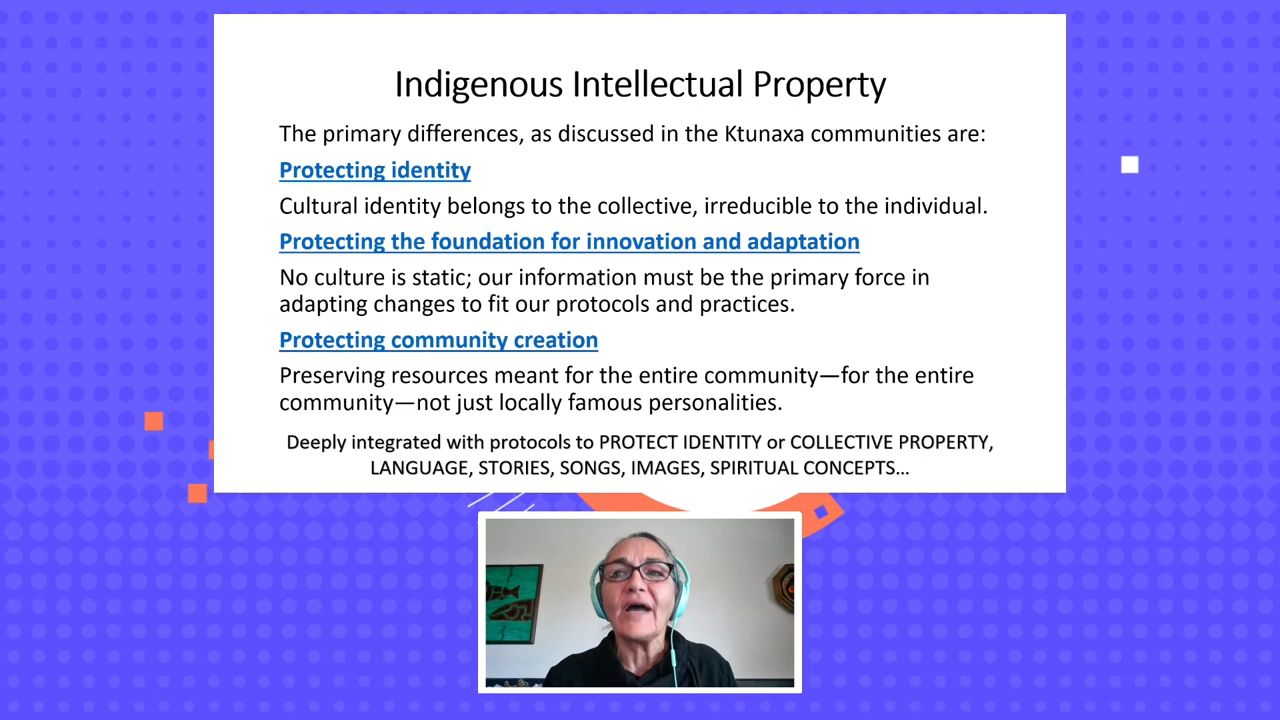 Indigenous Intellectual Property
The primary differences, as discussed in the Ktunaxa communities are:
Protecting identity
Cultural identity belongs to the collective, irreducible to the individual.
Protecting the foundation for innovation and adaptation
No culture is static; our information must be the primary force in
adapting changes to fit our protocols and practices.
Protecting community creation
Preserving resources meant for the entire community—for the entire
community—not just locally famous personalities.
Deeply integrated with protocols to PROTECT IDENTITY or COLLECTIVE PROPERTY,
LANGUAGE, STORIES, SONGS, IMAGES, SPIRITUAL CONCEPTS…